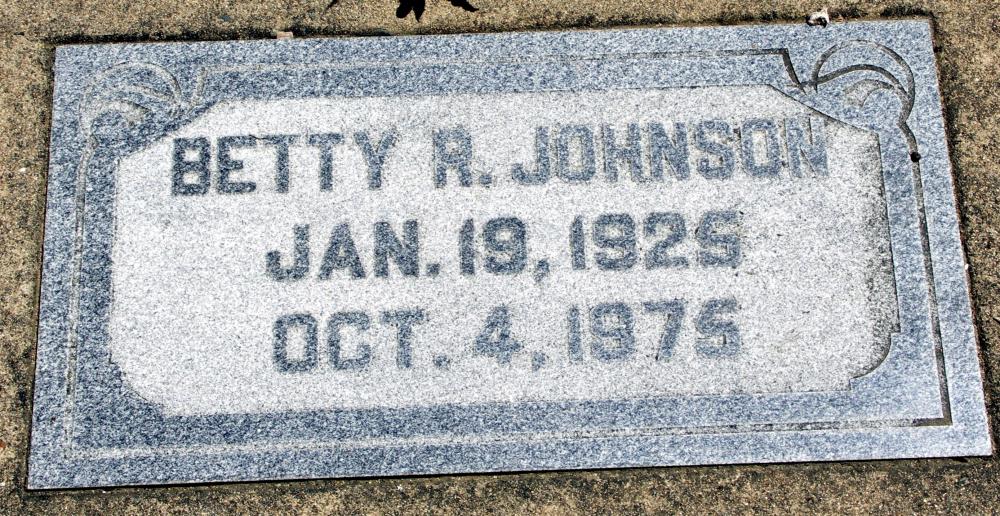 BETTY R. JOHNSON
JAN. 19, 1925
OCT. 4, 1975